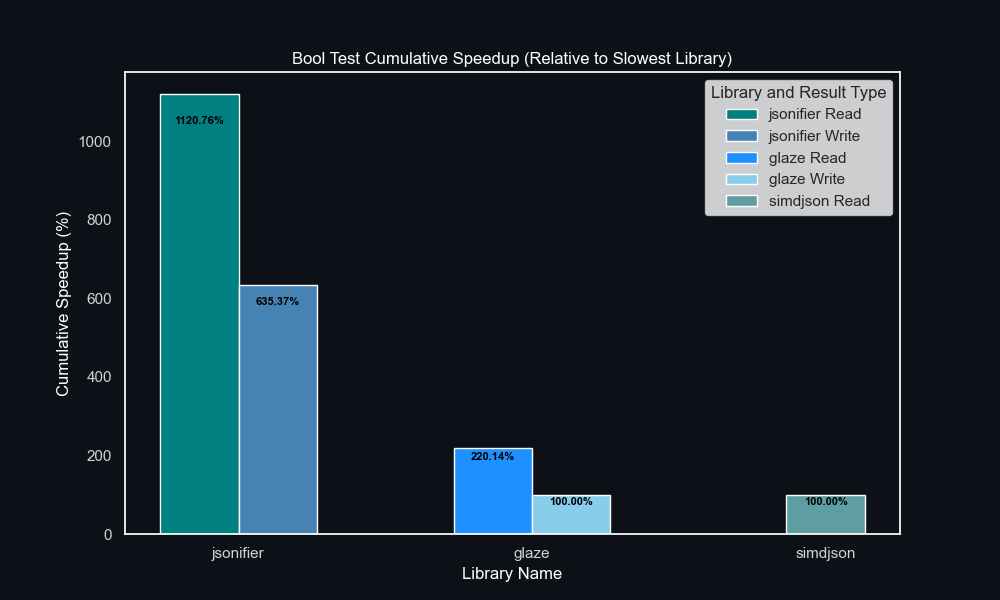 Bool Test Cumulative Speedup (Relative to Slowest Library)
Library and Result Type
jsonifier Read
jsonifier Write
glaze Read
glaze Write
simdjson Read
Cumulative Speedup (%)
1000
800
600
400
200
0
1120.76%
635.37%
220.14%
100.00%
100.00%
jsonifier
glaze
simdjson
Library Name